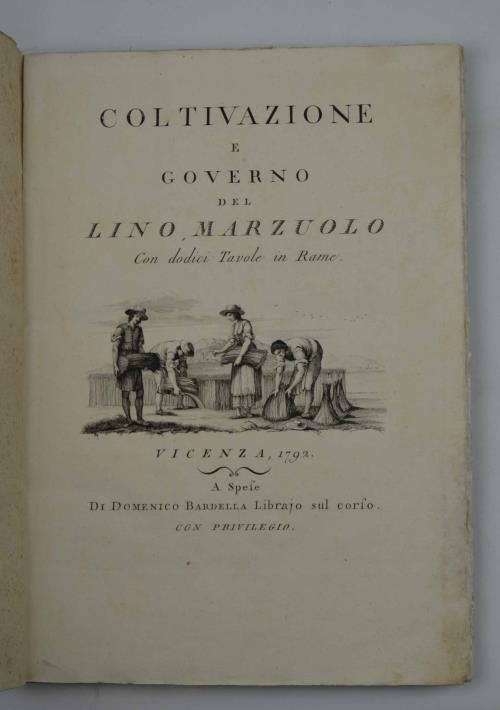 COLTIVAZIONE
E
GOVERNO
DEL
LINO MARZUOLO
Con dodici Tavole in Rame.
VICENZA, 1792.
A Speſe
DI DOMENICO BARDELLA Librajo sul corſo.
CON PRIVILEGIO.